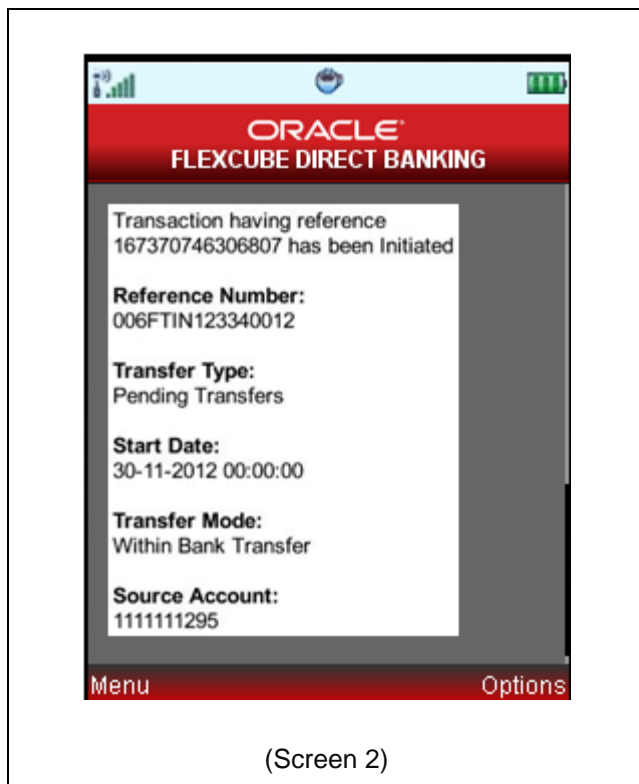 ORACLE
FLEXCUBE DIRECT BANKING
Transaction having reference
167370746306807 has been Initiated
Reference Number:
006FTIN123340012
Transfer Type:
Pending Transfers
Start Date:
30-11-2012 00:00:00
Transfer Mode:
Within Bank Transfer
Source Account:
1111111295
Menu Options
(Screen 2)